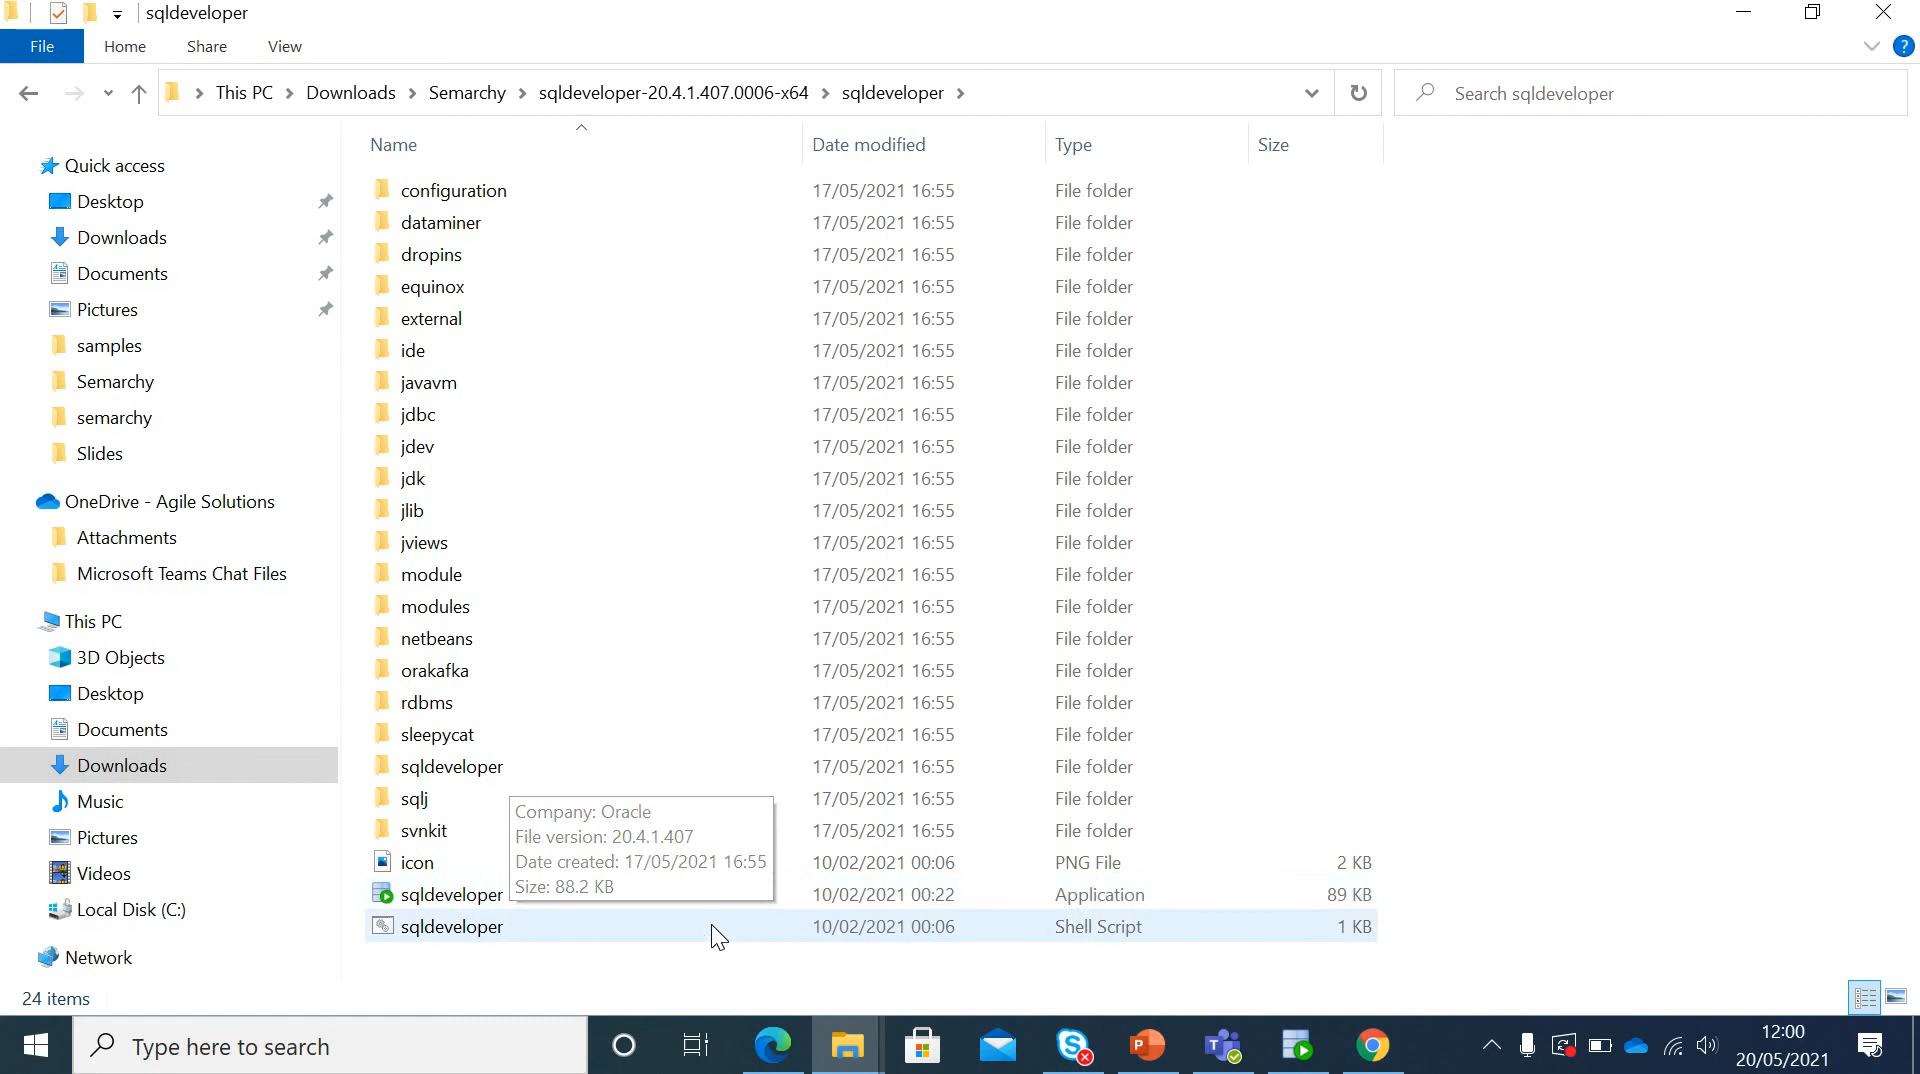 sqldeveloper
File Home Share View
This PC Downloads Semarchy sqldeveloper-20.4.1.407.0006-x64 sqldeveloper Search sqldeveloper
Name Date modified Type Size
Quick access
Desktop
Downloads
Documents
Pictures
samples
Semarchy
semarchy
Slides
OneDrive - Agile Solutions
Attachments
Microsoft Teams Chat Files
This PC
3D Objects
Desktop
Documents
Downloads
Music
Pictures
Videos
Local Disk (C:)
Network
configuration 17/05/2021 16:55 File folder
dataminer 17/05/2021 16:55 File folder
dropins 17/05/2021 16:55 File folder
equinox 17/05/2021 16:55 File folder
external 17/05/2021 16:55 File folder
ide 17/05/2021 16:55 File folder
javavm 17/05/2021 16:55 File folder
jdbc 17/05/2021 16:55 File folder
jdev 17/05/2021 16:55 File folder
jdk 17/05/2021 16:55 File folder
jlib 17/05/2021 16:55 File folder
jviews 17/05/2021 16:55 File folder
module 17/05/2021 16:55 File folder
modules 17/05/2021 16:55 File folder
netbeans 17/05/2021 16:55 File folder
orakafka 17/05/2021 16:55 File folder
rdbms 17/05/2021 16:55 File folder
sleepycat 17/05/2021 16:55 File folder
sqldeveloper 17/05/2021 16:55 File folder
sqlj 17/05/2021 16:55 File folder
svnkit 17/05/2021 16:55 File folder
icon 10/02/2021 00:06 PNG File 2 KB
sqldeveloper 10/02/2021 00:22 Application 89 KB
sqldeveloper 10/02/2021 00:06 Shell Script 1 KB
Company: Oracle
File version: 20.4.1.407
Date created: 17/05/2021 16:55
Size: 88.2 KB
24 items
Type here to search
12:00
20/05/2021